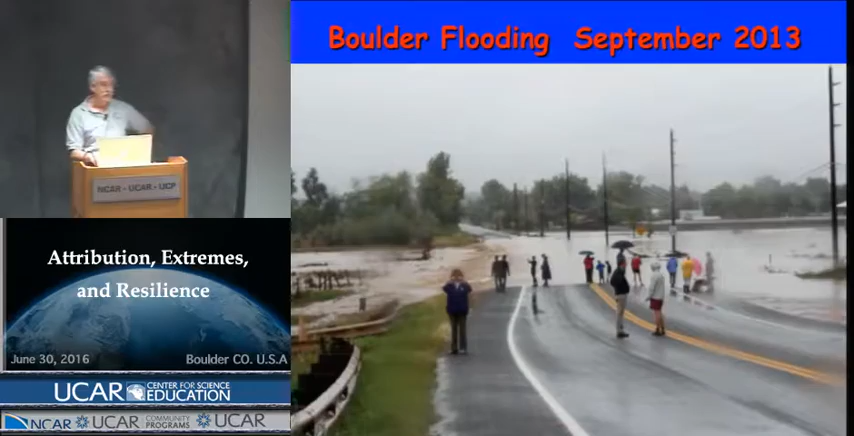 Boulder Flooding September 2013
NCAR - UCAR - UCP
Attribution, Extremes,
and Resilience
June 30, 2016
Boulder CO. U.S.A
UCAR CENTER FOR SCIENCE
EDUCATION
NCAR UCAR COMMUNITY
PROGRAMS UCAR